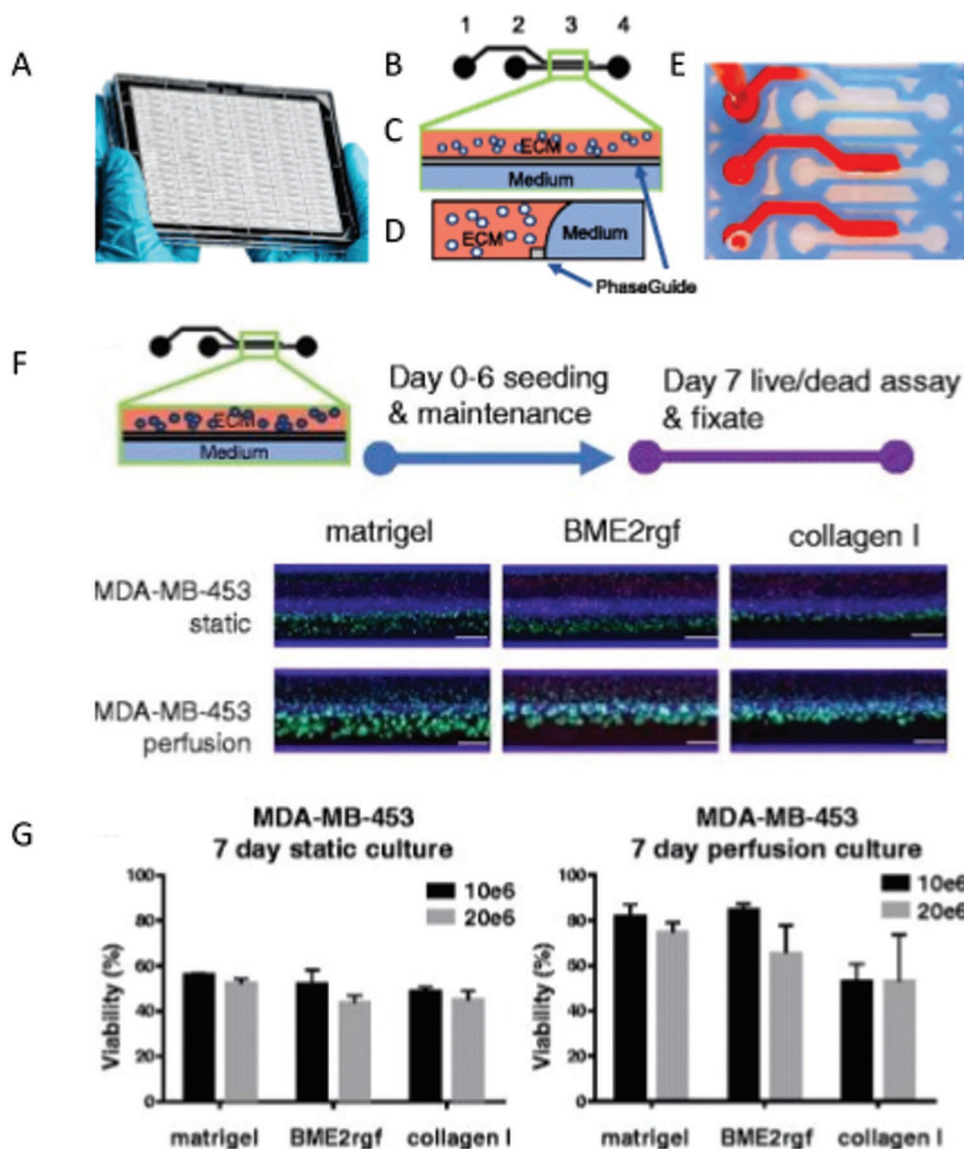 A
B
1 2 3 4
E
C
ECM
Medium
D
ECM
Medium
PhaseGuide
F
ECM
Medium
Day 0-6 seeding
& maintenance
Day 7 live/dead assay
& fixate
matrigel
BME2rgf
collagen I
MDA-MB-453
static
MDA-MB-453
perfusion
G
MDA-MB-453
7 day static culture
100
80
60
40
20
0
Viability (%)
10e6
20e6
matrigel
BME2rgf
collagen I
MDA-MB-453
7 day perfusion culture
100
80
60
40
20
0
Viability (%)
10e6
20e6
matrigel
BME2rgf
collagen I